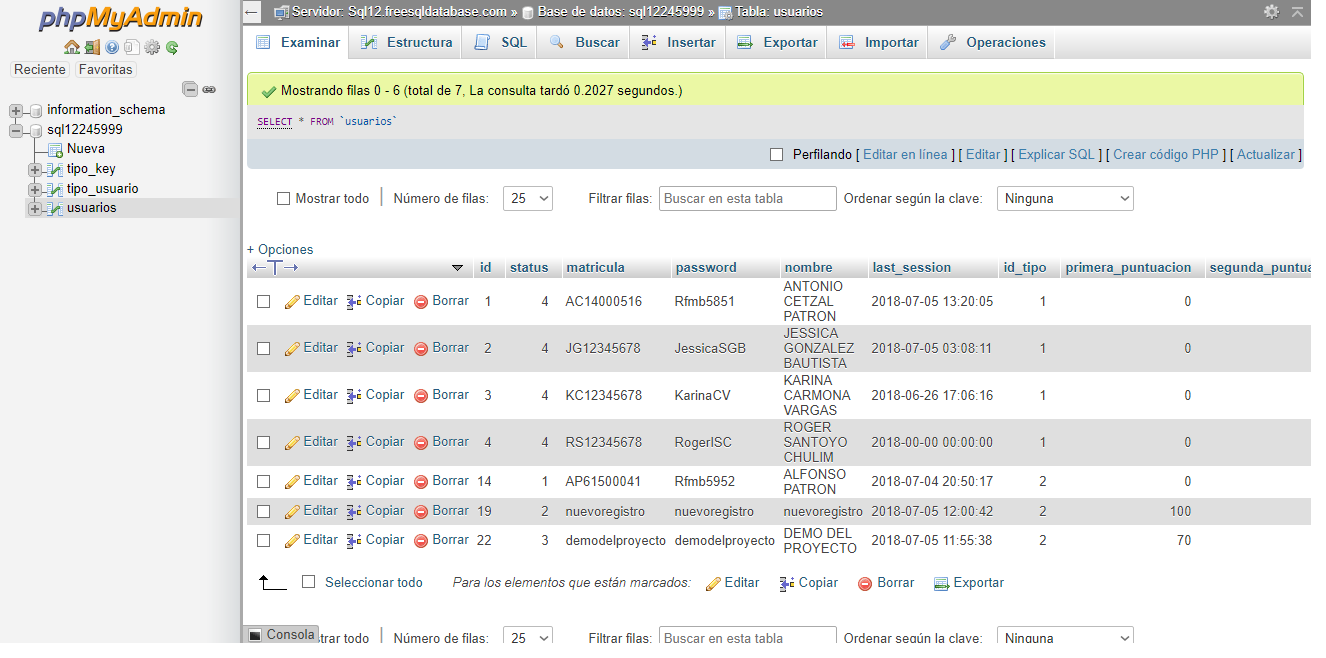 phpMyAdmin
Reciente Favoritas
information_schema
sql12245999
Nueva
tipo_key
tipo_usuario
usuarios
Servidor: Sql12.freesqldatabase.com » Base de datos: sql12245999 » Tabla: usuarios
Examinar Estructura SQL Buscar Insertar Exportar Importar Operaciones
Mostrando filas 0 - 6 (total de 7, La consulta tardó 0.2027 segundos.)
SELECT * FROM `usuarios`
Perfilando [ Editar en línea ] [ Editar ] [ Explicar SQL ] [ Crear código PHP ] [ Actualizar ]
Mostrar todo Número de filas: 25 Filtrar filas: Buscar en esta tabla Ordenar según la clave: Ninguna
+ Opciones
id status matricula password nombre last_session id_tipo primera_puntuacion segunda_puntua
Editar Copiar Borrar 1 4 AC14000516 Rfmb5851 ANTONIO CETZAL PATRON 2018-07-05 13:20:05 1 0
Editar Copiar Borrar 2 4 JG12345678 JessicaSGB JESSICA GONZALEZ BAUTISTA 2018-07-05 03:08:11 1 0
Editar Copiar Borrar 3 4 KC12345678 KarinaCV KARINA CARMONA VARGAS 2018-06-26 17:06:16 1 0
Editar Copiar Borrar 4 4 RS12345678 RogerISC ROGER SANTOYO CHULIM 2018-00-00 00:00:00 1 0
Editar Copiar Borrar 14 1 AP61500041 Rfmb5952 ALFONSO PATRON 2018-07-04 20:50:17 2 0
Editar Copiar Borrar 19 2 nuevoregistro nuevoregistro nuevoregistro 2018-07-05 12:00:42 2 100
Editar Copiar Borrar 22 3 demodelproyecto demodelproyecto DEMO DEL PROYECTO 2018-07-05 11:55:38 2 70
Seleccionar todo Para los elementos que están marcados: Editar Copiar Borrar Exportar
Consola trar todo Número de filas: 25 Filtrar filas: Buscar en esta tabla Ordenar según la clave: Ninguna